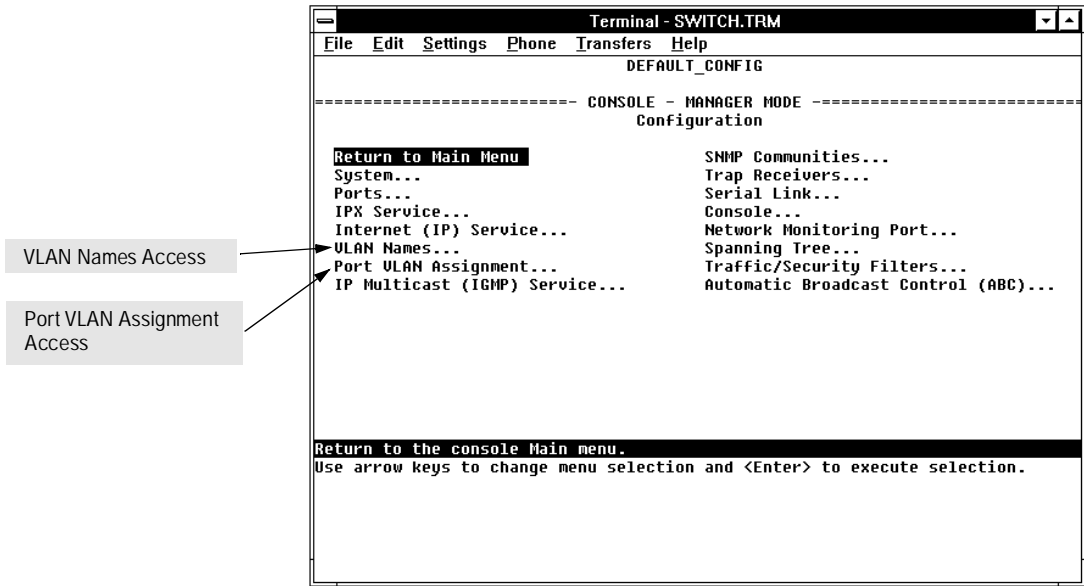 Terminal - SWITCH.TRM
File Edit Settings Phone Transfers Help
DEFAULT_CONFIG
==========================- CONSOLE - MANAGER MODE -===========================
Configuration
Return to Main Menu
System...
Ports...
IPX Service...
Internet (IP) Service...
VLAN Names...
Port VLAN Assignment...
IP Multicast (IGMP) Service...
SNMP Communities...
Trap Receivers...
Serial Link...
Console...
Network Monitoring Port...
Spanning Tree...
Traffic/Security Filters...
Automatic Broadcast Control (ABC)...
VLAN Names Access
Port VLAN Assignment
Access
Return to the console Main menu.
Use arrow keys to change menu selection and <Enter> to execute selection.